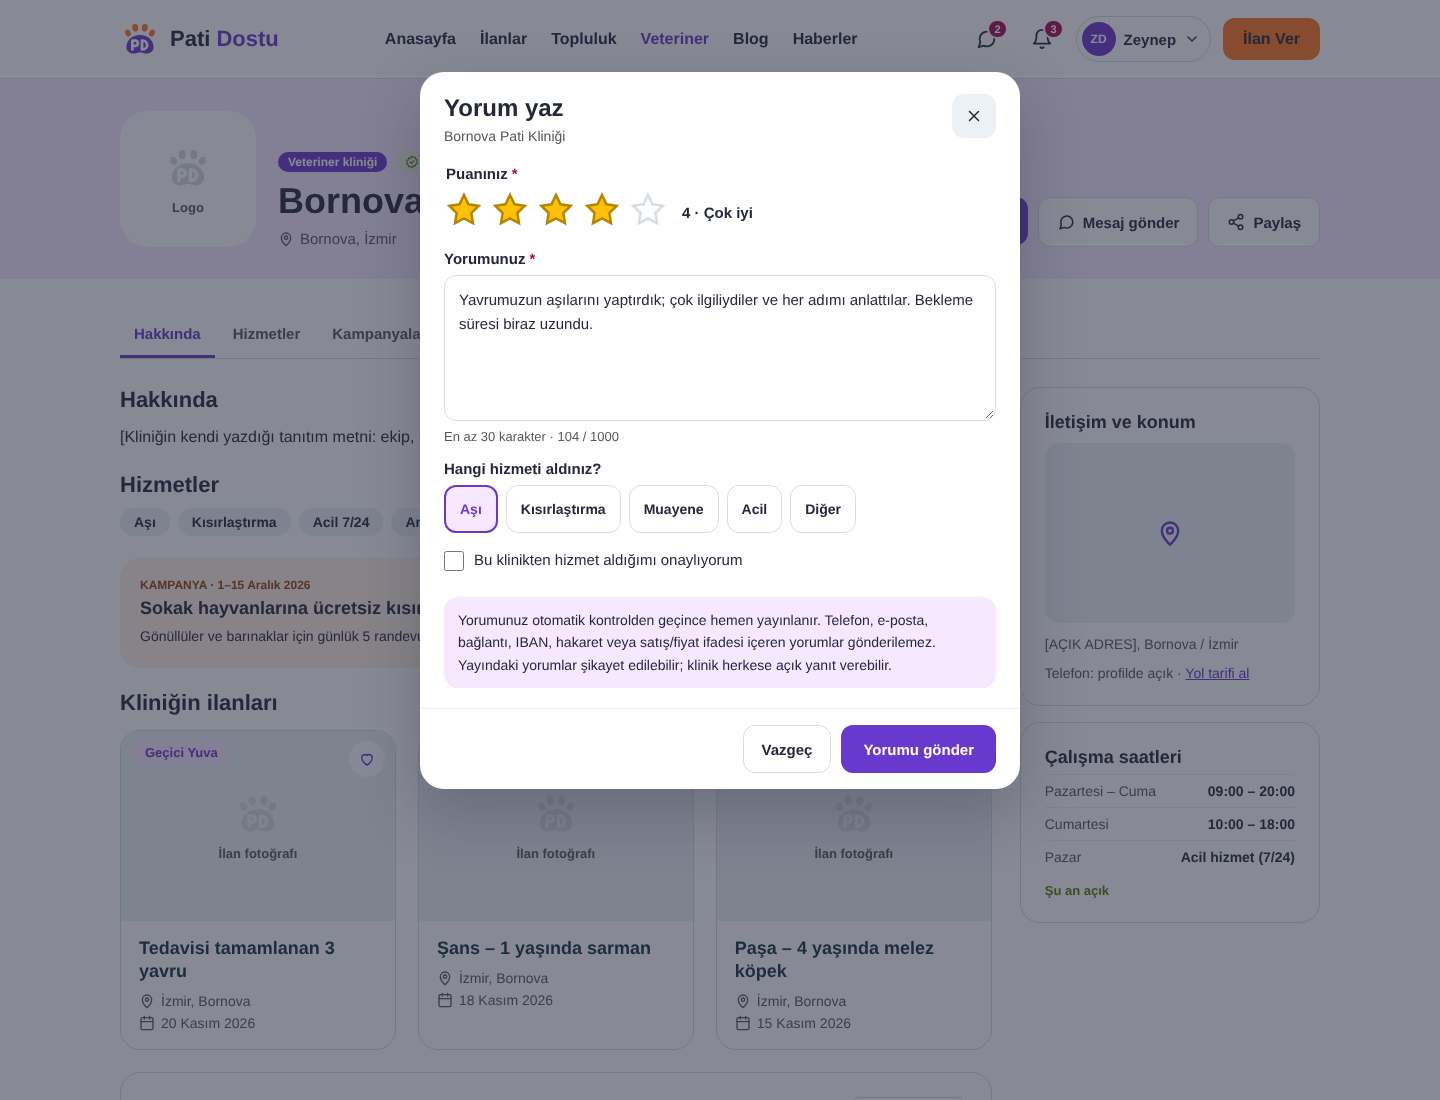 Pati Dostu
Anasayfa
İlanlar
Topluluk
Veteriner
Blog
Haberler
2
3
ZD
Zeynep
İlan Ver
Logo
Veteriner kliniği
Bornova
Bornova, İzmir
Mesaj gönder
Paylaş
Yorum yaz
Bornova Pati Kliniği
Puanınız *
4 · Çok iyi
Yorumunuz *
Yavrumuzun aşılarını yaptırdık; çok ilgiliydiler ve her adımı anlattılar. Bekleme
süresi biraz uzundu.
En az 30 karakter · 104 / 1000
Hangi hizmeti aldınız?
Aşı
Kısırlaştırma
Muayene
Acil
Diğer
Bu klinikten hizmet aldığımı onaylıyorum
Yorumunuz otomatik kontrolden geçince hemen yayınlanır. Telefon, e-posta,
bağlantı, IBAN, hakaret veya satış/fiyat ifadesi içeren yorumlar gönderilemez.
Yayındaki yorumlar şikayet edilebilir; klinik herkese açık yanıt verebilir.
Vazgeç
Yorumu gönder
Hakkında
Hizmetler
Kampanyala
Hakkında
[Kliniğin kendi yazdığı tanıtım metni: ekip,
Hizmetler
Aşı
Kısırlaştırma
Acil 7/24
KAMPANYA · 1–15 Aralık 2026
Sokak hayvanlarına ücretsiz kısır
Gönüllüler ve barınaklar için günlük 5 randevu
Kliniğin ilanları
Geçici Yuva
PD
İlan fotoğrafı
Tedavisi tamamlanan 3
yavru
İzmir, Bornova
20 Kasım 2026
PD
İlan fotoğrafı
Şans – 1 yaşında sarman
İzmir, Bornova
18 Kasım 2026
PD
İlan fotoğrafı
Paşa – 4 yaşında melez
köpek
İzmir, Bornova
15 Kasım 2026
İletişim ve konum
[AÇIK ADRES], Bornova / İzmir
Telefon: profilde açık · Yol tarifi al
Çalışma saatleri
Pazartesi – Cuma 09:00 – 20:00
Cumartesi 10:00 – 18:00
Pazar Acil hizmet (7/24)
Şu an açık